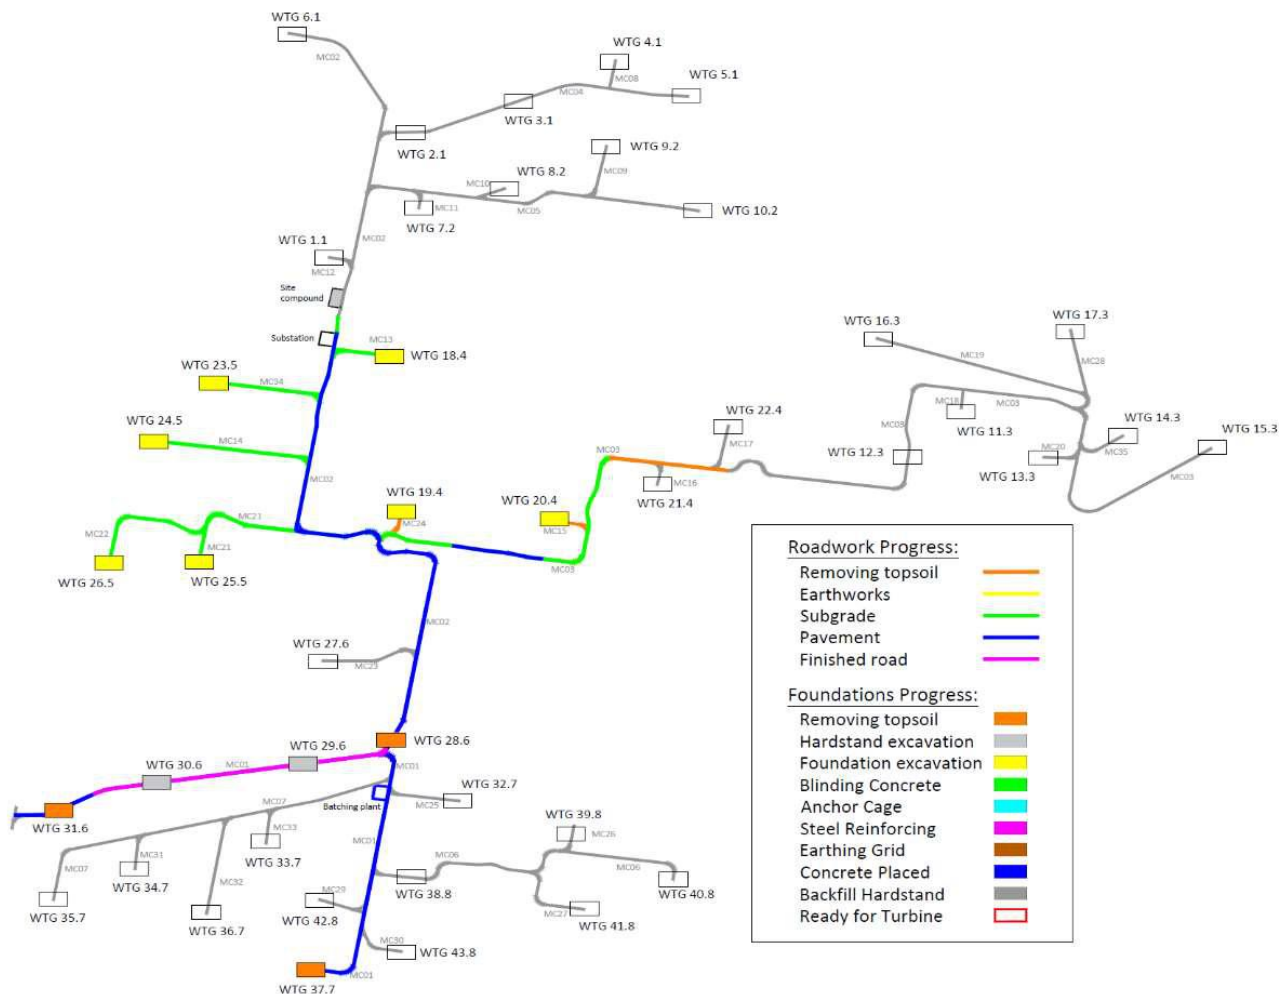 WTG 6.1
MC02
WTG 4.1
MC08
WTG 5.1
MC04
WTG 3.1
WTG 2.1
WTG 9.2
MC09
WTG 8.2
MC10
MC05
MC11
WTG 7.2
WTG 10.2
MC02
WTG 1.1
MC12
Site
compound
Substation
MC13
WTG 18.4
WTG 23.5
MC34
WTG 24.5
MC14
MC02
WTG 16.3
WTG 17.3
MC19
MC28
MC18
MC03
WTG 11.3
MC03
WTG 12.3
WTG 14.3
MC20
MC35
WTG 13.3
WTG 15.3
MC03
WTG 22.4
MC17
MC03
MC16
WTG 21.4
WTG 19.4
MC24
WTG 20.4
MC15
MC03
MC21
MC22
MC21
WTG 26.5
WTG 25.5
MC02
WTG 27.6
MC23
WTG 28.6
WTG 29.6
MC01
WTG 30.6
MC01
WTG 31.6
Batching plant
WTG 32.7
MC25
MC07
MC33
WTG 33.7
MC31
WTG 34.7
MC07
WTG 35.7
MC32
WTG 36.7
MC01
MC06
WTG 38.8
WTG 39.8
MC26
MC06
WTG 40.8
MC27
WTG 41.8
MC29
WTG 42.8
MC30
WTG 43.8
MC01
WTG 37.7
Roadwork Progress:
Removing topsoil
Earthworks
Subgrade
Pavement
Finished road
Foundations Progress:
Removing topsoil
Hardstand excavation
Foundation excavation
Blinding Concrete
Anchor Cage
Steel Reinforcing
Earthing Grid
Concrete Placed
Backfill Hardstand
Ready for Turbine